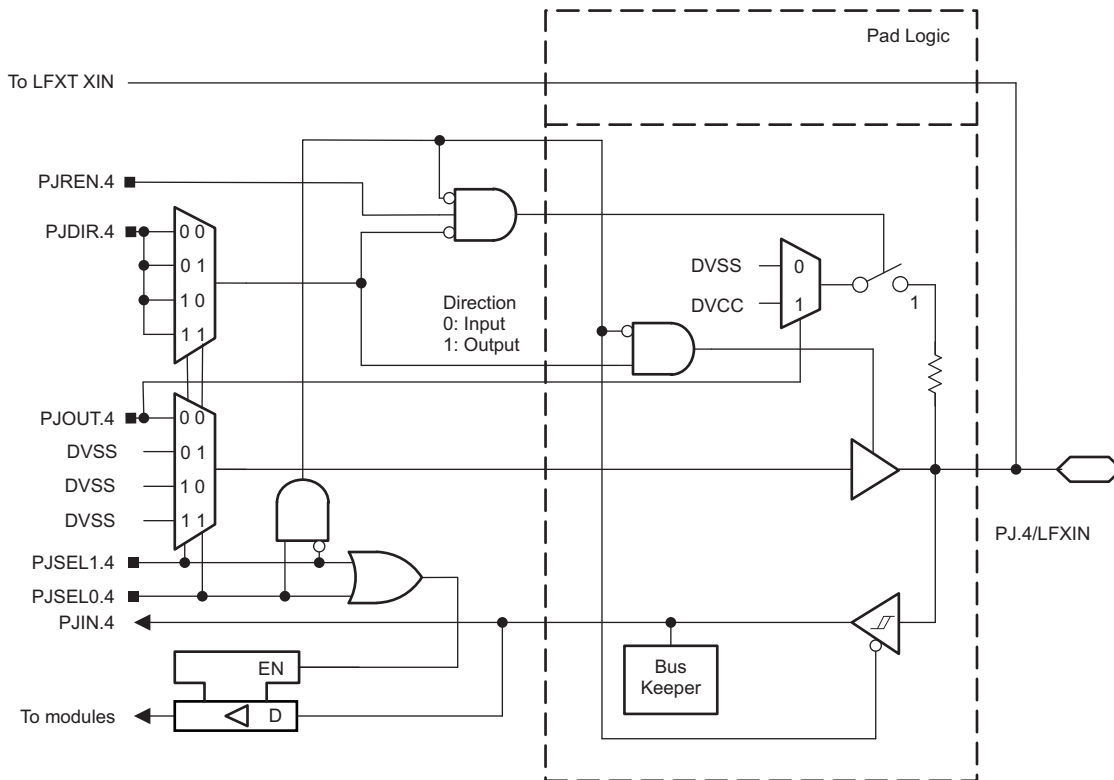 Pad Logic
To LFXT XIN
PJREN.4
PJDIR.4
0 0
0 1
1 0
1 1
Direction
0: Input
1: Output
DVSS
0
DVCC
1
1
PJOUT.4
0 0
DVSS
0 1
DVSS
1 0
DVSS
1 1
PJSEL1.4
PJSEL0.4
PJIN.4
PJ.4/LFXIN
Bus
Keeper
EN
D
To modules